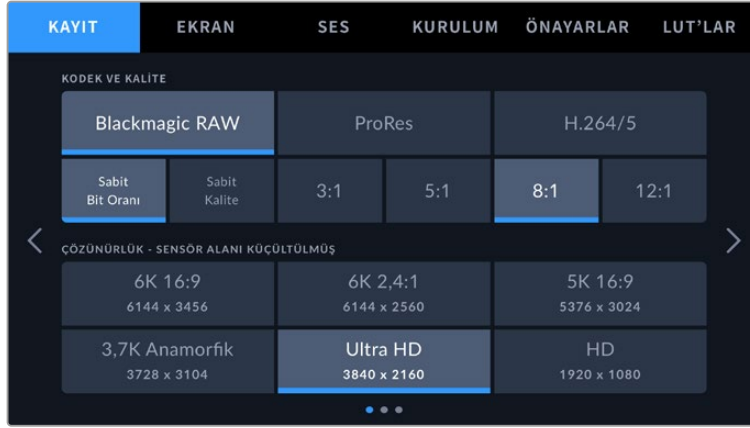 KAYIT EKRAN SES KURULUM ÖNAYARLAR LUT’LAR
KODEK VE KALİTE
Blackmagic RAW ProRes H.264/5
Sabit Bit Oranı Sabit Kalite 3:1 5:1 8:1 12:1
ÇÖZÜNÜRLÜK - SENSÖR ALANI KÜÇÜLTÜLMÜŞ
6K 16:9 6K 2,4:1 5K 16:9
6144 x 3456 6144 x 2560 5376 x 3024
3,7K Anamorfik Ultra HD HD
3728 x 3104 3840 x 2160 1920 x 1080